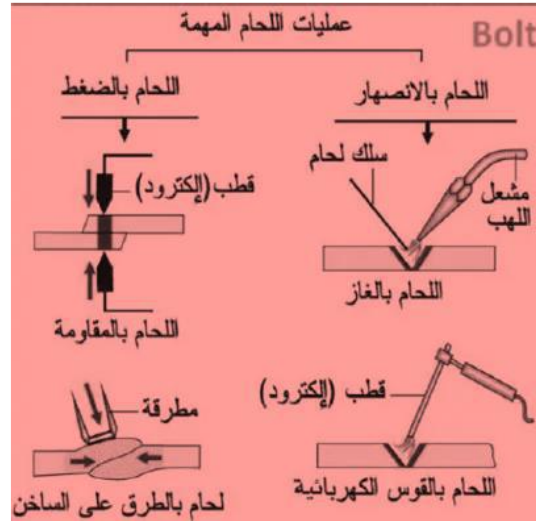 عمليات اللحام المهمة
Bolt
اللحام بالانصهار
اللحام بالضغط
سلك لحام
مشعل
اللهب
اللحام بالغاز
قطب (إلكترود)
اللحام بالمقاومة
قطب (إلكترود)
اللحام بالقوس الكهربائية
مطرقة
لحام بالطرق على الساخن